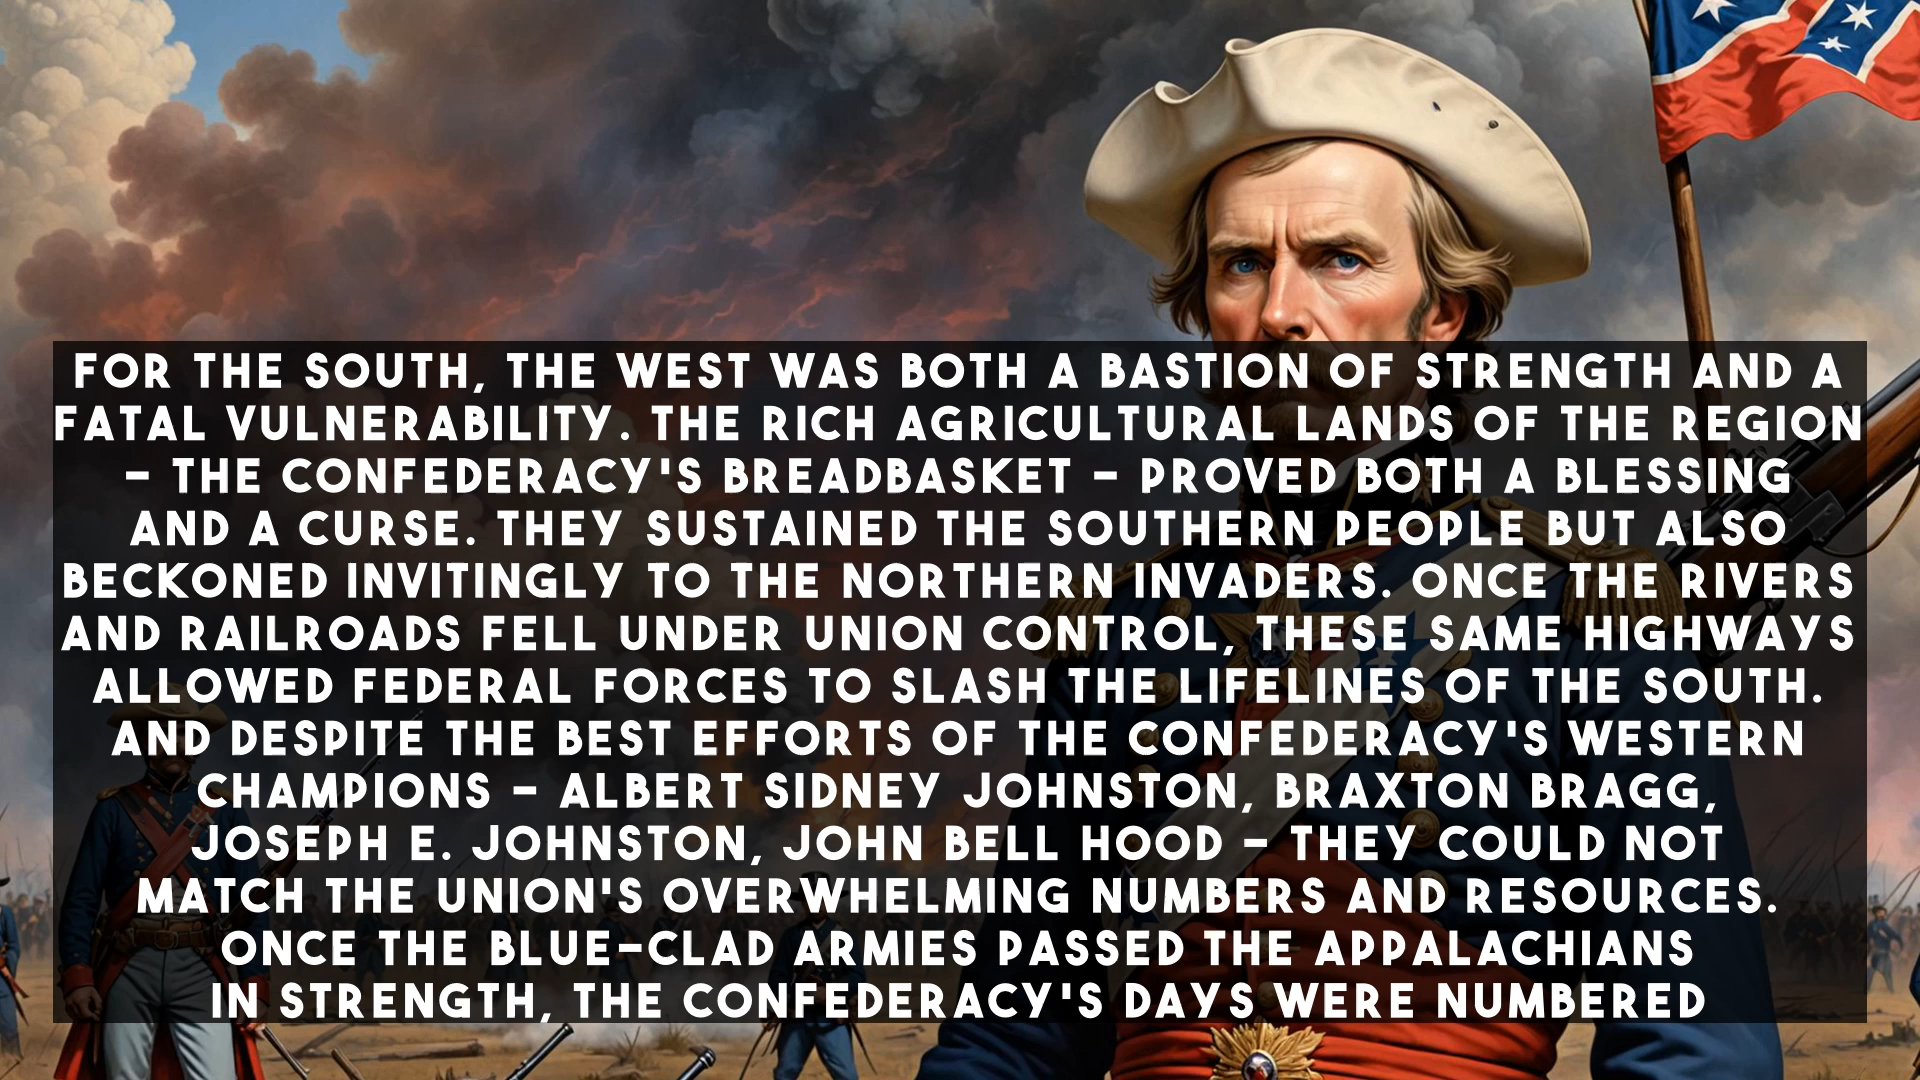 FOR THE SOUTH, THE WEST WAS BOTH A BASTION OF STRENGTH AND A
FATAL VULNERABILITY. THE RICH AGRICULTURAL LANDS OF THE REGION
- THE CONFEDERACY'S BREADBASKET - PROVED BOTH A BLESSING
AND A CURSE. THEY SUSTAINED THE SOUTHERN PEOPLE BUT ALSO
BECKONED INVITINGLY TO THE NORTHERN INVADERS. ONCE THE RIVERS
AND RAILROADS FELL UNDER UNION CONTROL, THESE SAME HIGHWAYS
ALLOWED FEDERAL FORCES TO SLASH THE LIFELINES OF THE SOUTH.
AND DESPITE THE BEST EFFORTS OF THE CONFEDERACY'S WESTERN
CHAMPIONS - ALBERT SIDNEY JOHNSTON, BRAXTON BRAGG,
JOSEPH E. JOHNSTON, JOHN BELL HOOD - THEY COULD NOT
MATCH THE UNION'S OVERWHELMING NUMBERS AND RESOURCES.
ONCE THE BLUE-CLAD ARMIES PASSED THE APPALACHIANS
IN STRENGTH, THE CONFEDERACY'S DAYS WERE NUMBERED